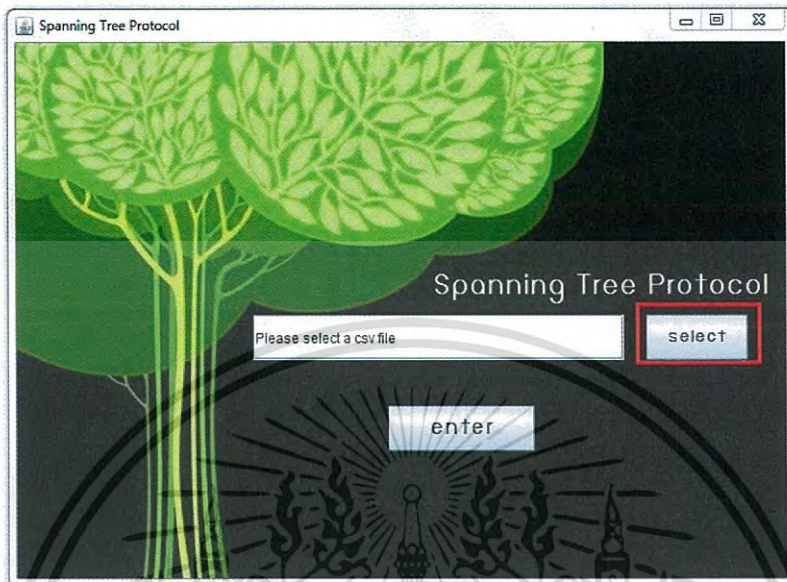 Spanning Tree Protocol
Spanning Tree Protocol
Please select a csv file
select
enter